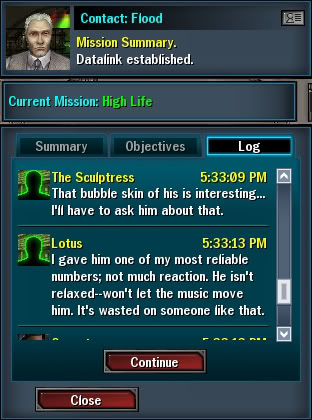 Contact: Flood
Mission Summary.
Datalink established.
Current Mission: High Life
Summary
Objectives
Log
The Sculptress 5:33:09 PM
That bubble skin of his is interesting...
I'll have to ask him about that.
Lotus 5:33:13 PM
I gave him one of my most reliable
numbers; not much reaction. He isn't
relaxed--won't let the music move
him. It's wasted on someone like that.
Continue
Close